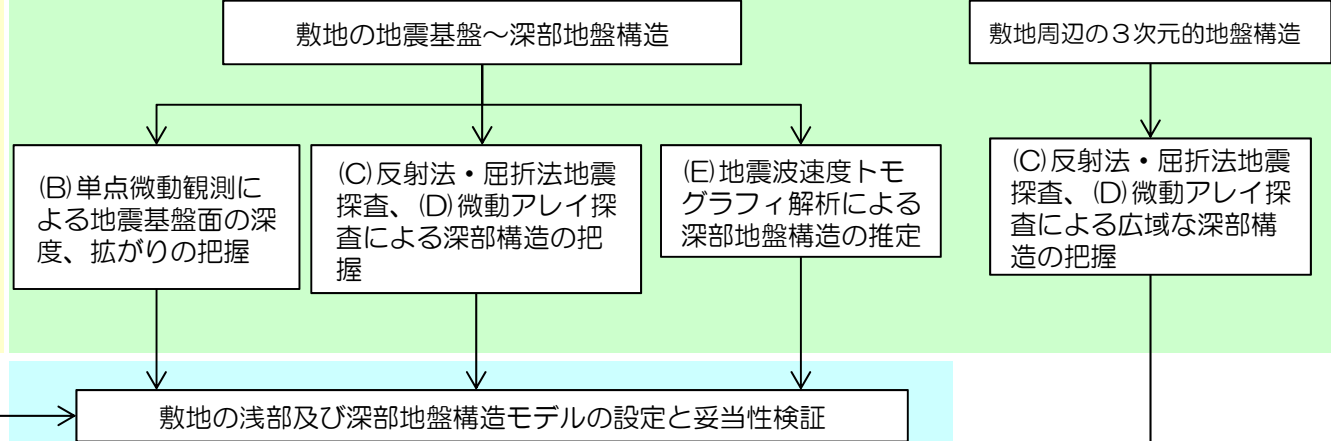 敷地の地震基盤~深部地盤構造
敷地周辺の3次元的地盤構造
(B)単点微動観測に
よる地震基盤面の深
度、拡がりの把握
(C)反射法・屈折法地震
探査、(D)微動アレイ探
査による深部構造の把
握
(E)地震波速度トモ
グラフィ解析による
深部地盤構造の推定
(C)反射法・屈折法地震
探査、(D)微動アレイ探
査による広域な深部構
造の把握
敷地の浅部及び深部地盤構造モデルの設定と妥当性検証